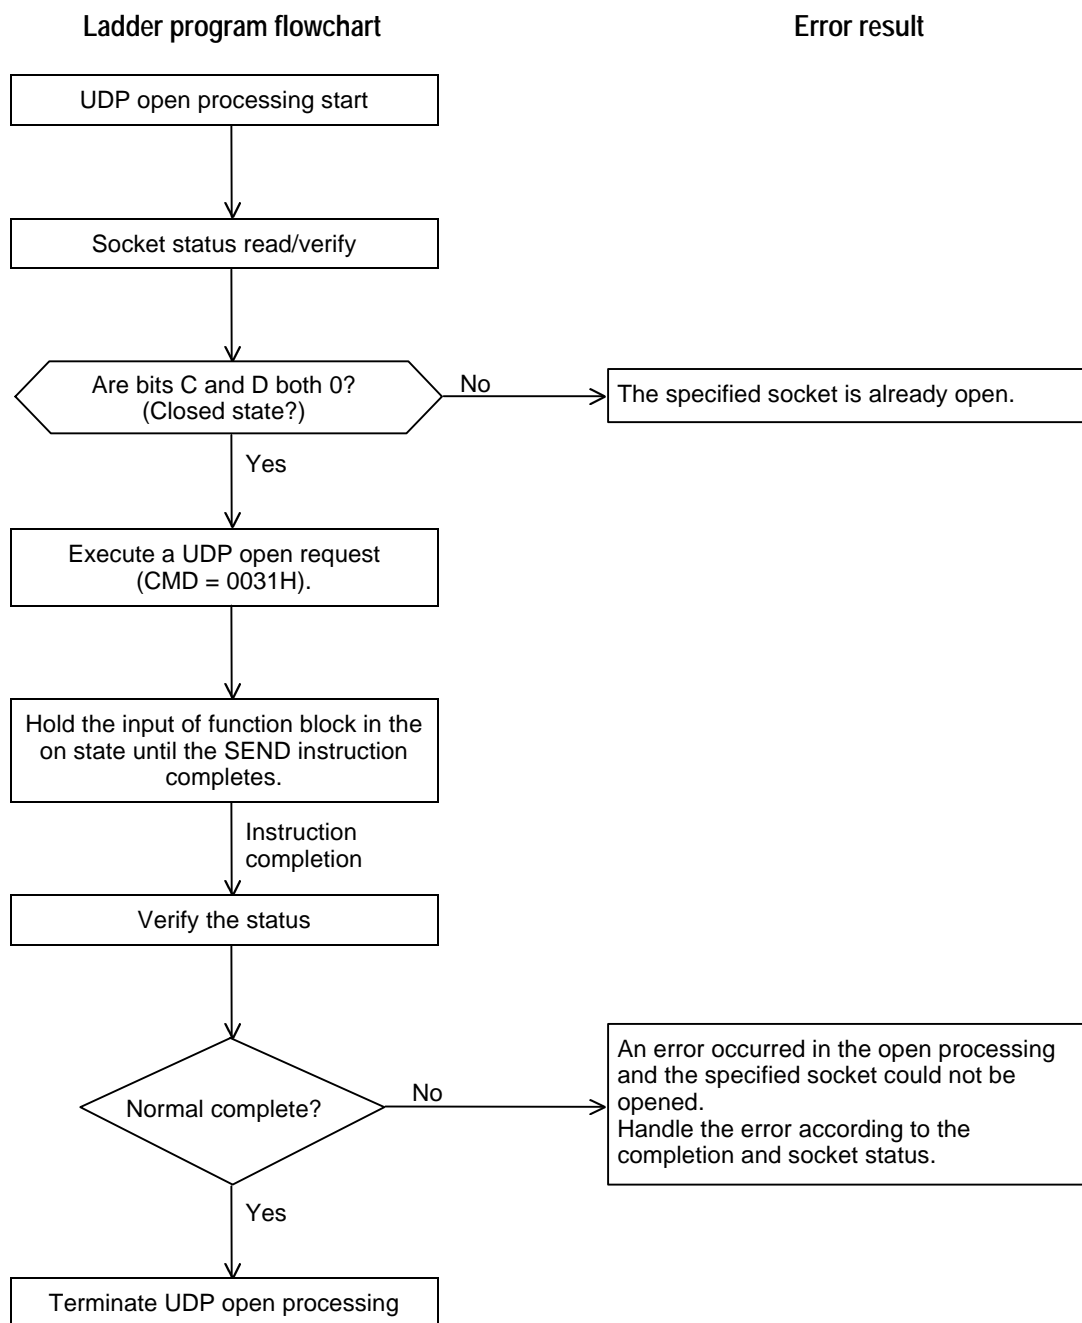 Ladder program flowchart
Error result
UDP open processing start
Socket status read/verify
Are bits C and D both 0?
(Closed state?)
No
The specified socket is already open.
Yes
Execute a UDP open request
(CMD = 0031H).
Hold the input of function block in the
on state until the SEND instruction
completes.
Instruction
completion
Verify the status
Normal complete?
No
An error occurred in the open processing
and the specified socket could not be
opened.
Handle the error according to the
completion and socket status.
Yes
Terminate UDP open processing